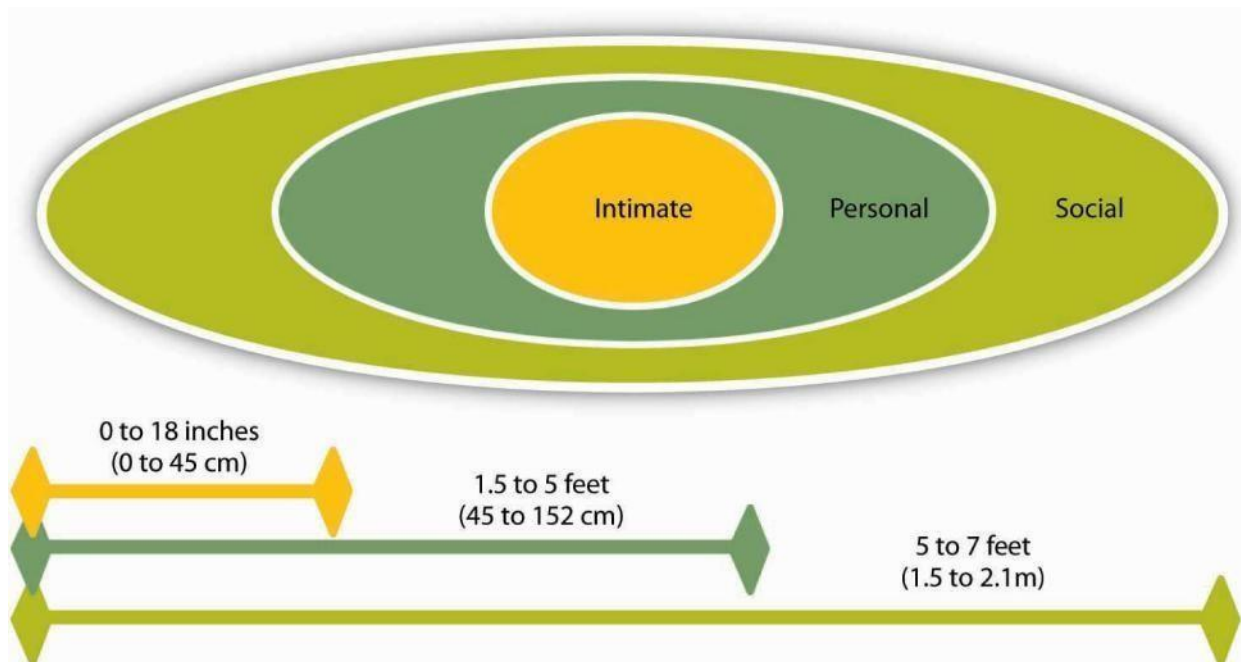 Intimate
Personal
Social
0 to 18 inches
(0 to 45 cm)
1.5 to 5 feet
(45 to 152 cm)
5 to 7 feet
(1.5 to 2.1m)